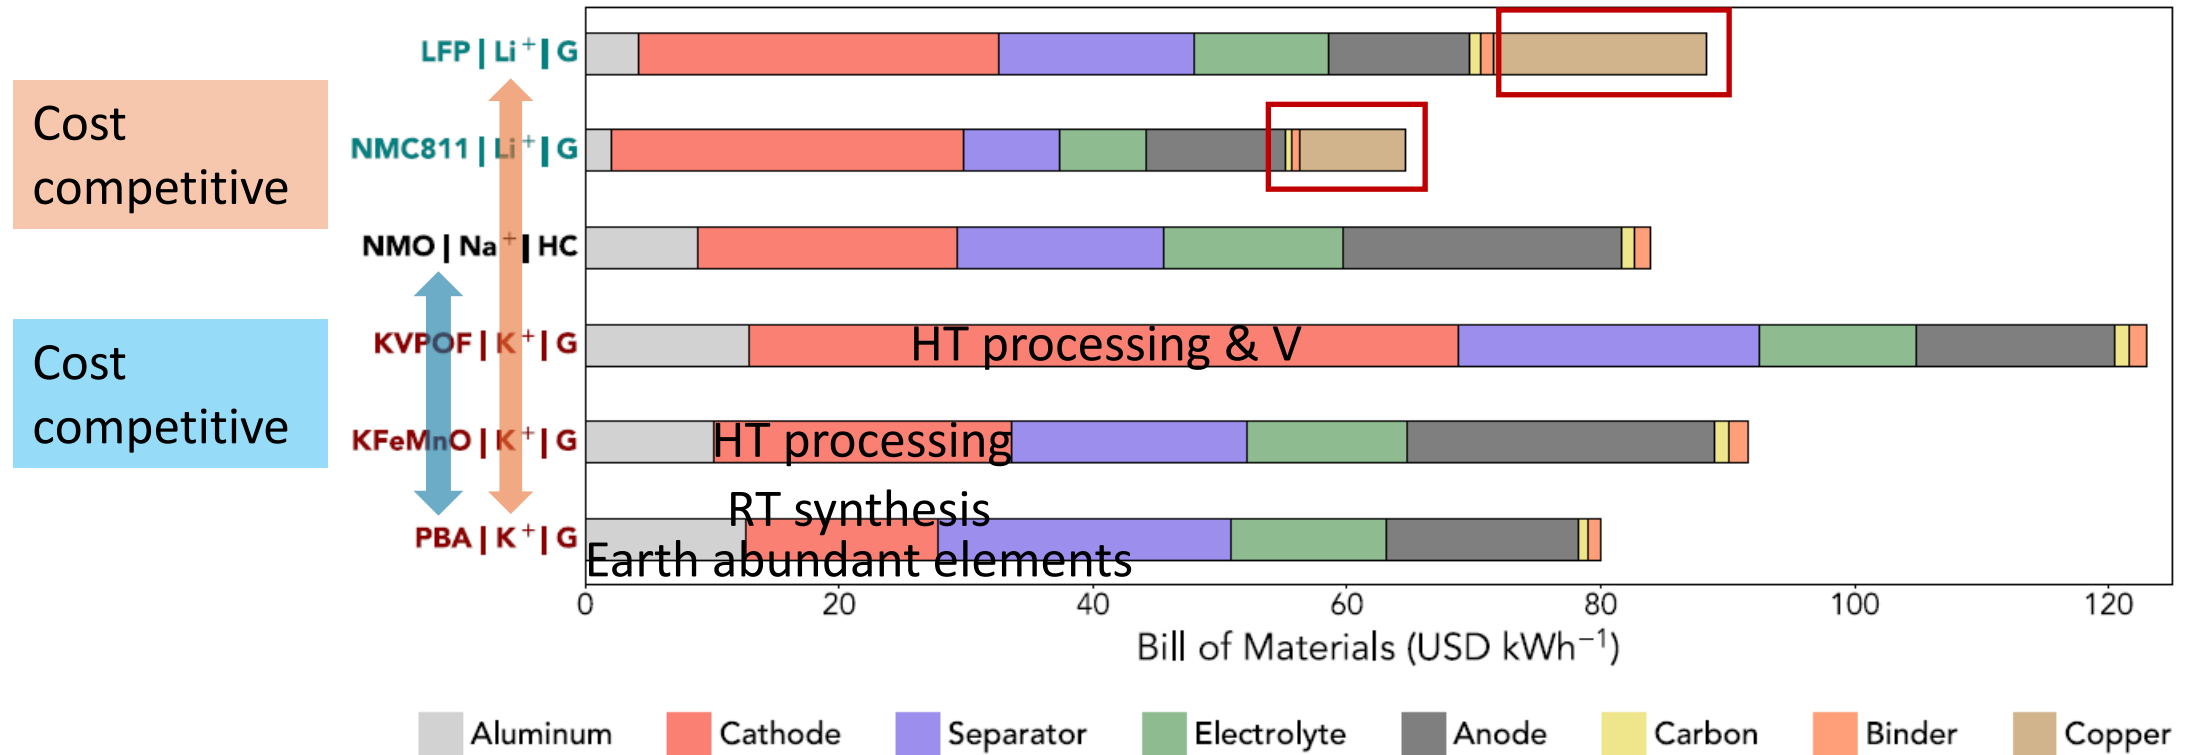 LFP | Li⁺ | G
Cost
competitive
NMC811 | Li⁺ | G
NMO | Na⁺ | HC
Cost
competitive
KVPOF | K⁺ | G
HT processing & V
KFeMnO | K⁺ | G
HT processing
RT synthesis
PBA | K⁺ | G
Earth abundant elements
0 20 40 60 80 100 120
Bill of Materials (USD kWh⁻¹)
Aluminum Cathode Separator Electrolyte Anode Carbon Binder Copper